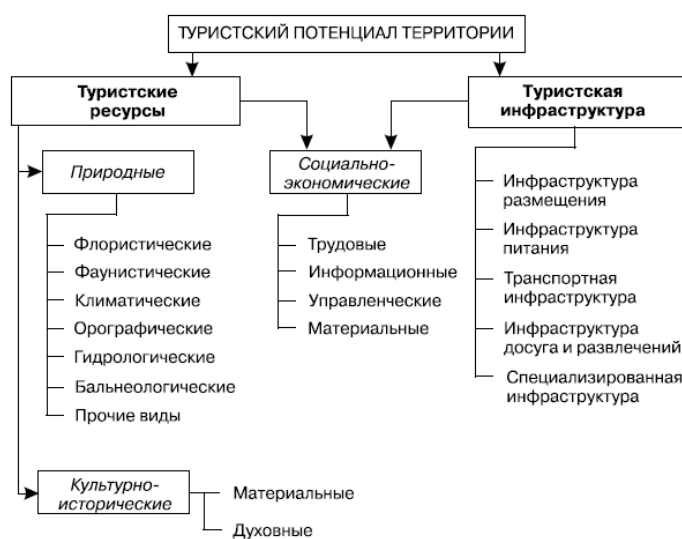 ТУРИСТСКИЙ ПОТЕНЦИАЛ ТЕРРИТОРИИ
Туристские
ресурсы
Туристская
инфраструктура
Природные
Социально-
экономические
Флористические
Фаунистические
Климатические
Орографические
Гидрологические
Бальнеологические
Прочие виды
Трудовые
Информационные
Управленческие
Материальные
Инфраструктура
размещения
Инфраструктура
питания
Транспортная
инфраструктура
Инфраструктура
досуга и развлечений
Специализированная
инфраструктура
Культурно-
исторические
Материальные
Духовные